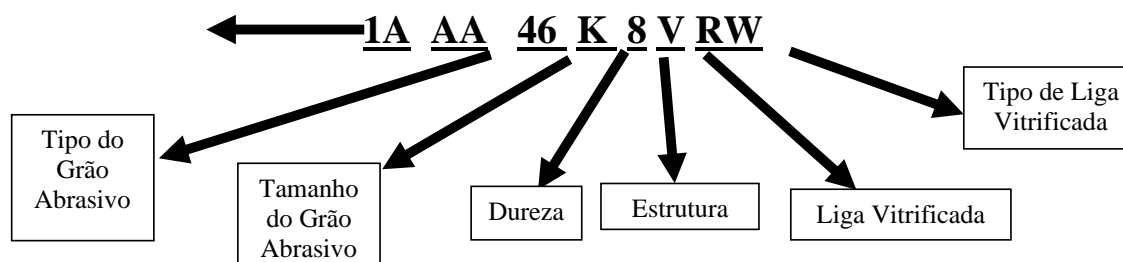 1A AA 46 K 8 V RW
Tipo do
Grão
Abrasivo
Tamanho
do Grão
Abrasivo
Dureza
Estrutura
Liga Vitrificada
Tipo de Liga
Vitrificada